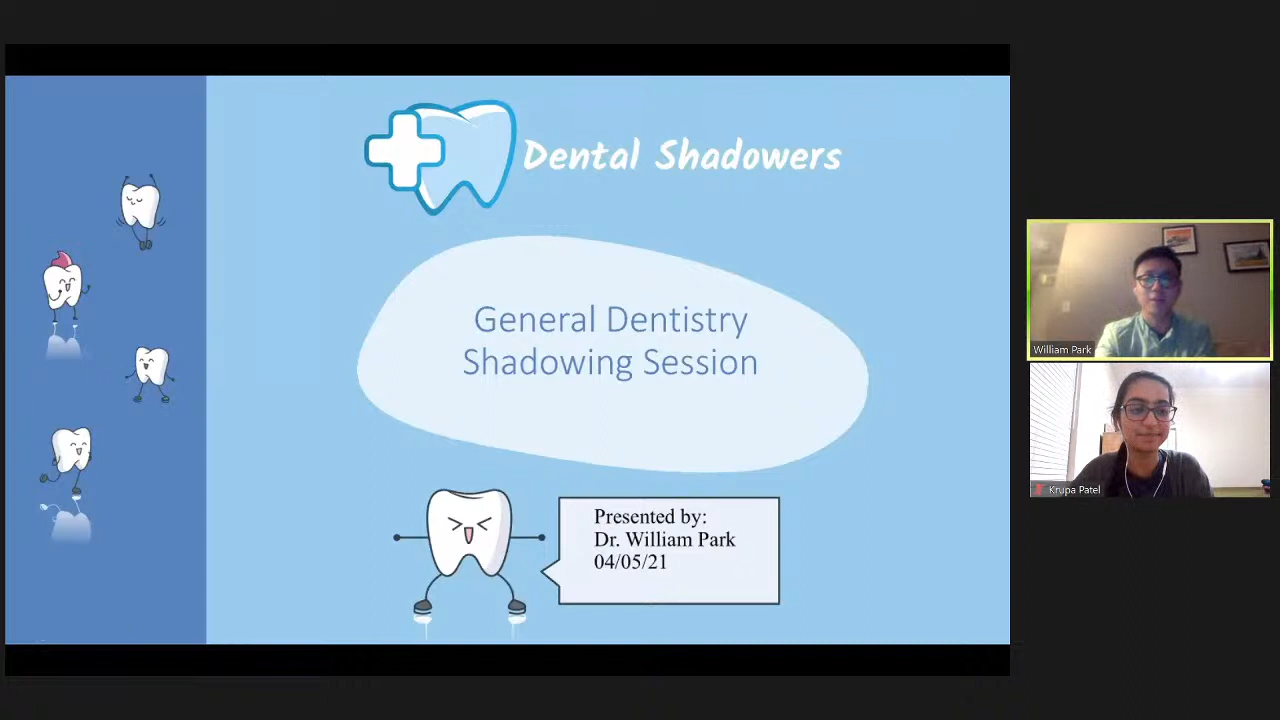 Dental Shadowers
General Dentistry
Shadowing Session
Presented by:
Dr. William Park
04/05/21
William Park
Krupa Patel